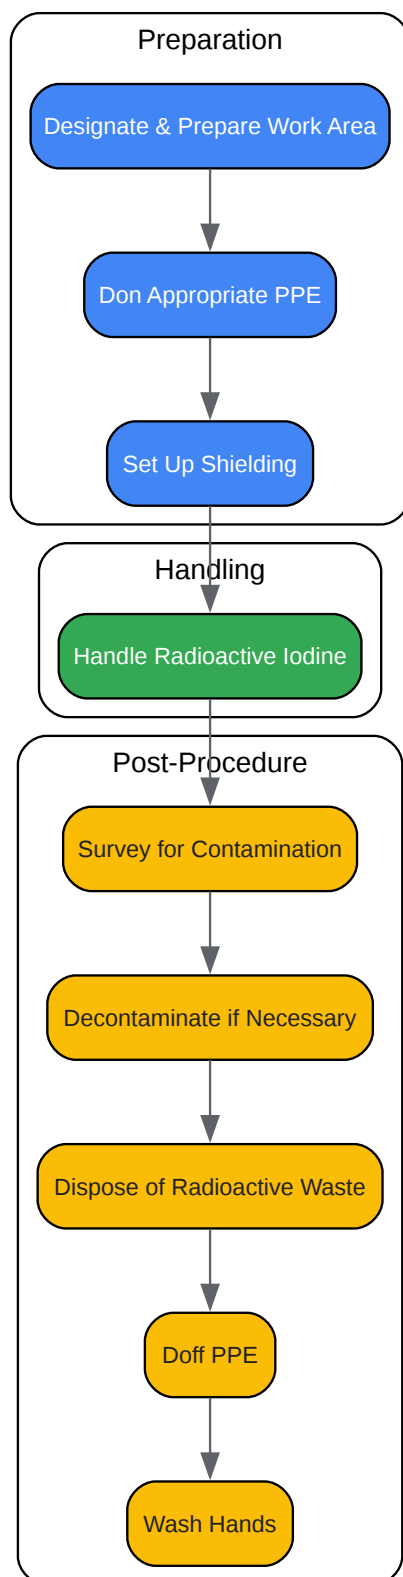 Preparation
Designate & Prepare Work Area
Don Appropriate PPE
Set Up Shielding
Handling
Handle Radioactive Iodine
Post-Procedure
Survey for Contamination
Decontaminate if Necessary
Dispose of Radioactive Waste
Doff PPE
Wash Hands